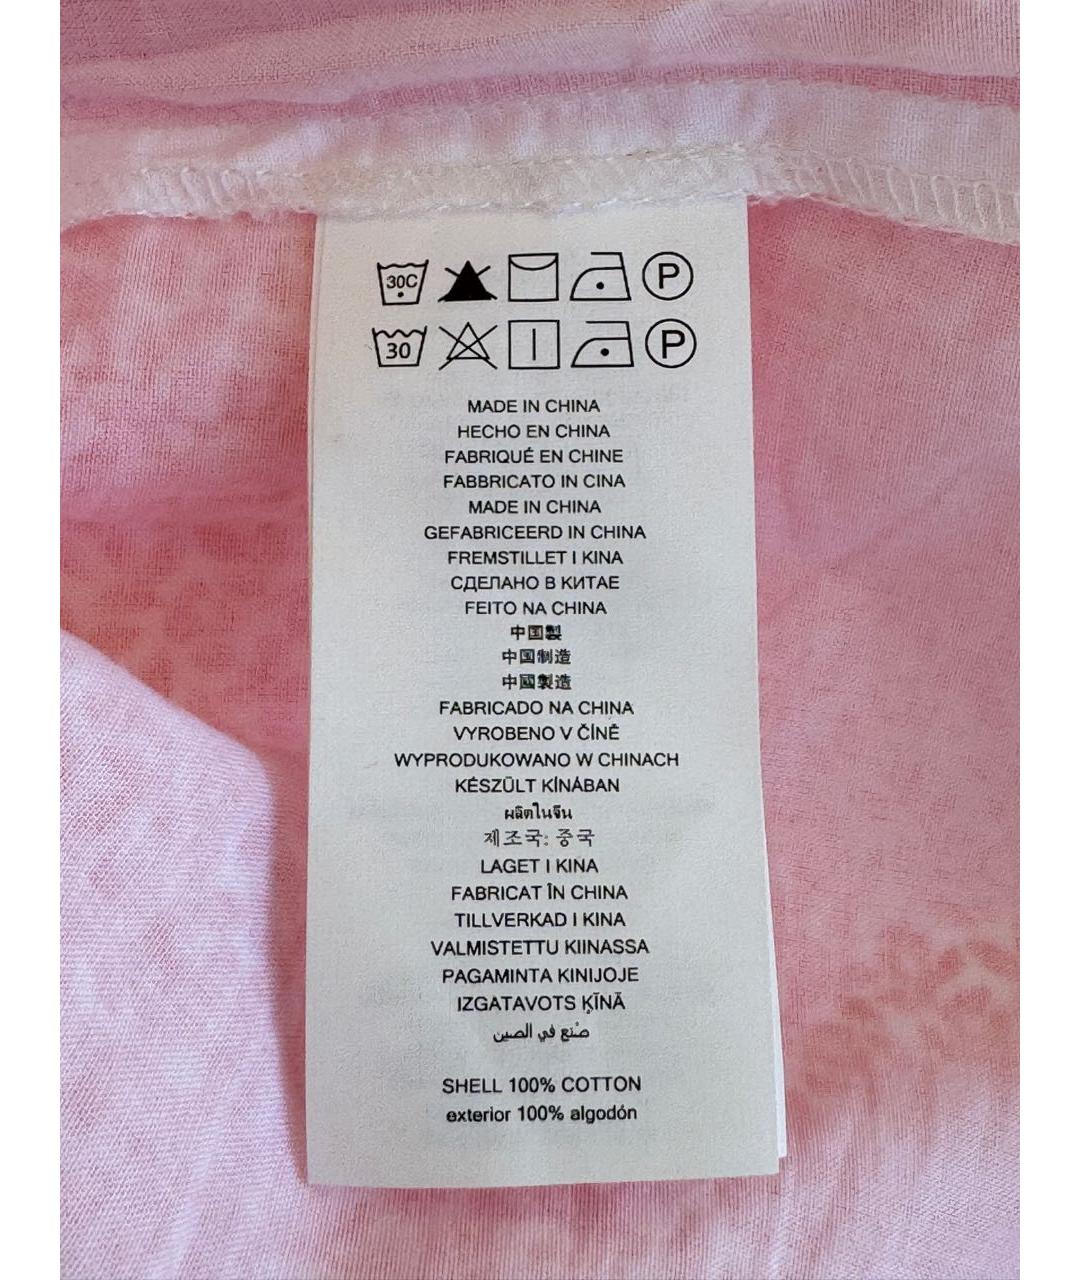 30C P
30 P
MADE IN CHINA
HECHO EN CHINA
FABRIQUÉ EN CHINE
FABBRICATO IN CINA
MADE IN CHINA
GEFABRICEERD IN CHINA
FREMSTILLET I KINA
СДЕЛАНО В КИТАЕ
FEITO NA CHINA
中国製
中国制造
中國製造
FABRICADO NA CHINA
VYROBENO V ČÍNĚ
WYPRODUKOWANO W CHINACH
KÉSZÜLT KÍNÁBAN
ผลิตในจีน
제조국: 중국
LAGET I KINA
FABRICAT ÎN CHINA
TILLVERKAD I KINA
VALMISTETTU KIINASSA
PAGAMINTA KINIJOJE
IZGATAVOTS ĶĪNĀ
صُنع في الصين
SHELL 100% COTTON
exterior 100% algodón